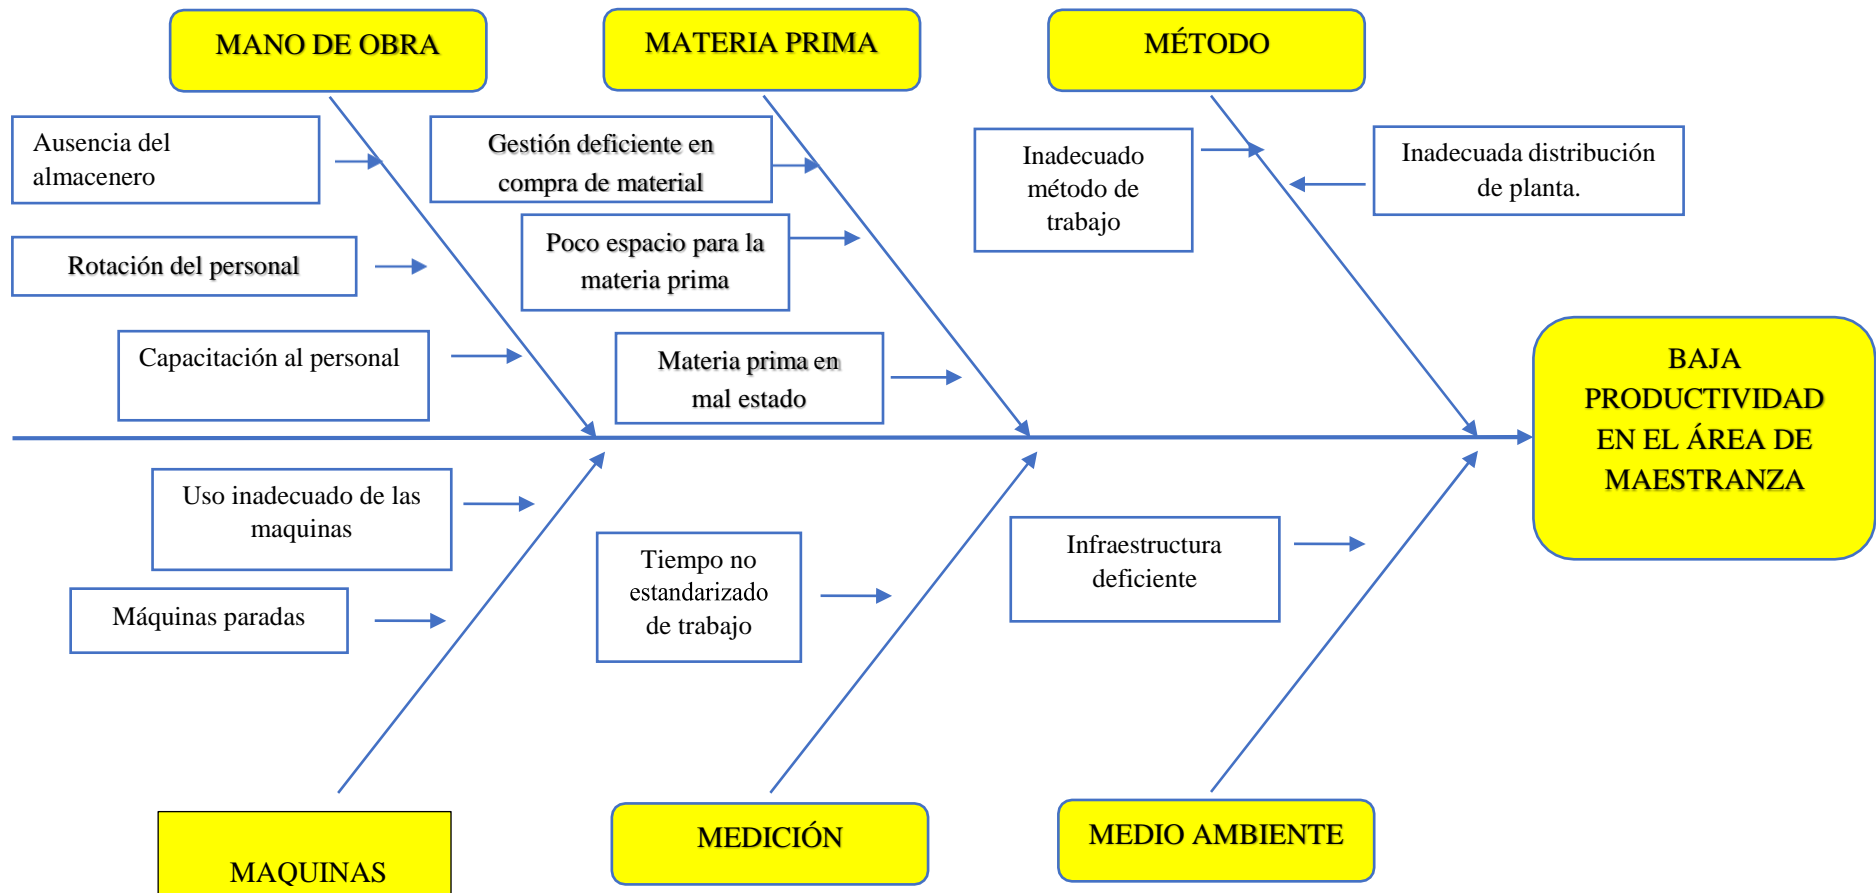 MANO DE OBRA
MATERIA PRIMA
MÉTODO
Ausencia del
almacenero
Gestión deficiente en
compra de material
Inadecuado
método de
trabajo
Inadecuada distribución
de planta.
Rotación del personal
Poco espacio para la
materia prima
Capacitación al personal
Materia prima en
mal estado
BAJA
PRODUCTIVIDAD
EN EL ÁREA DE
MAESTRANZA
Uso inadecuado de las
maquinas
Tiempo no
estandarizado
de trabajo
Infraestructura
deficiente
Máquinas paradas
MAQUINAS
MEDICIÓN
MEDIO AMBIENTE